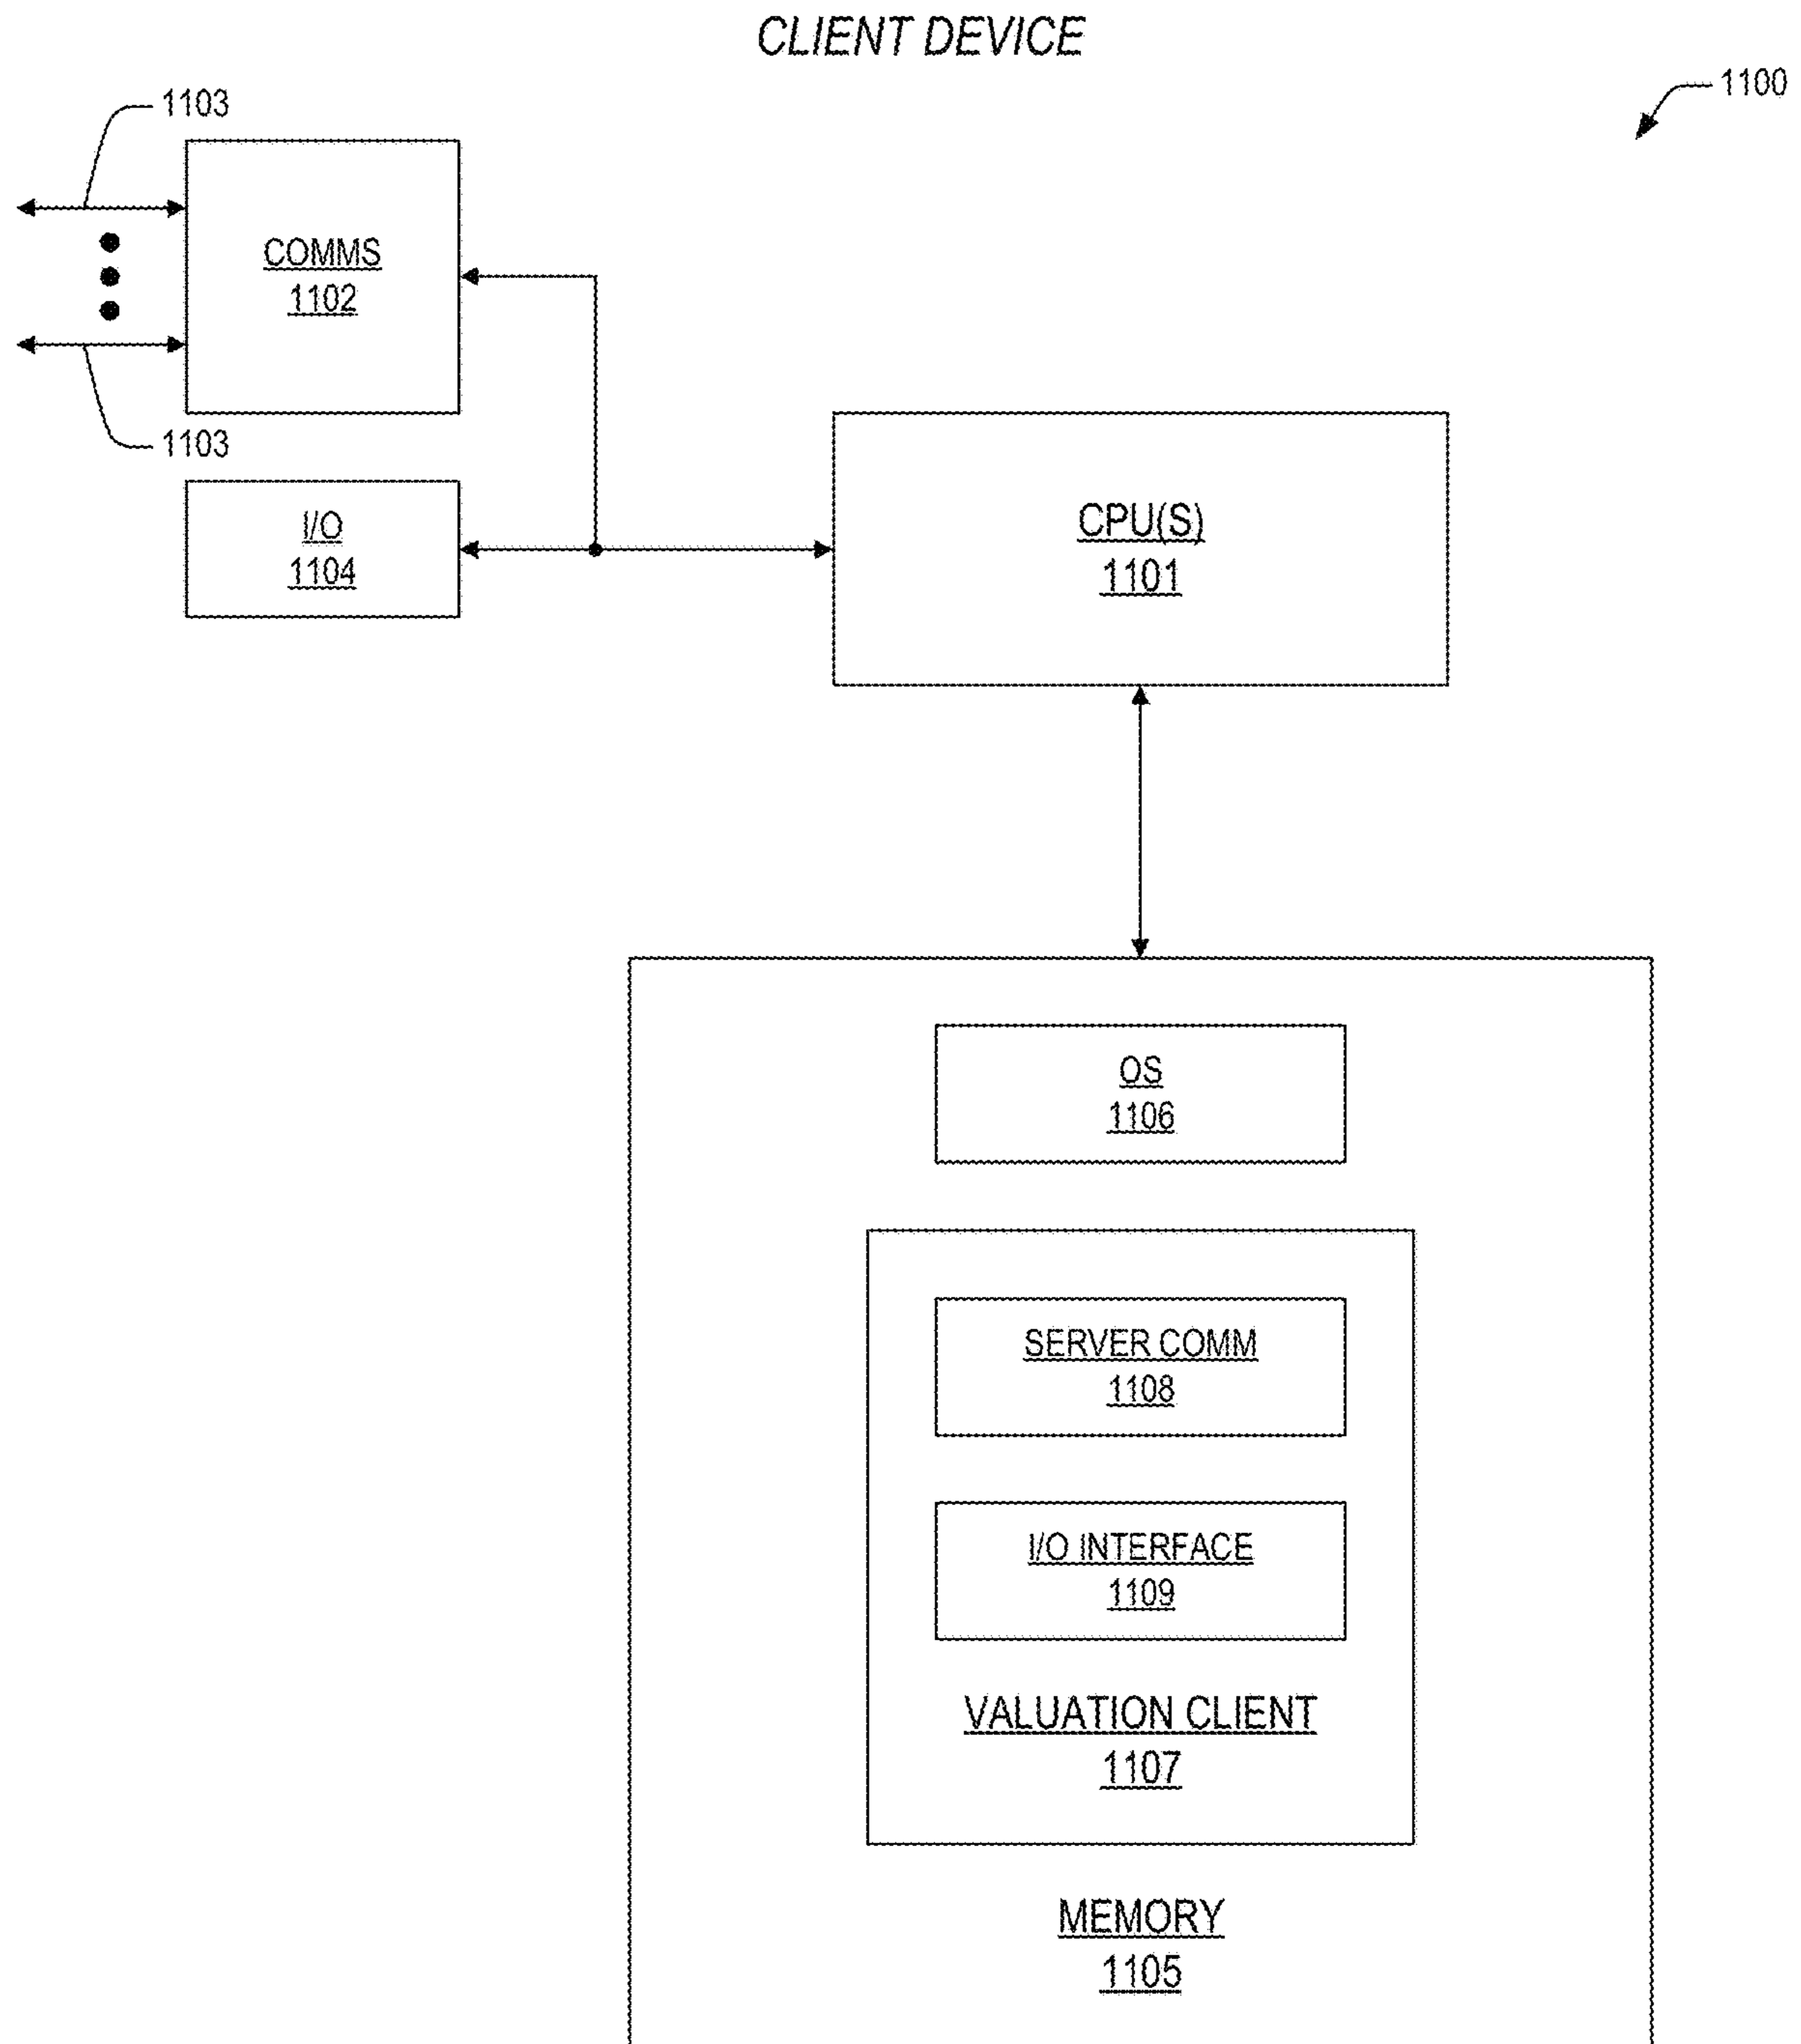 CLIENT DEVICE
1100
1103
COMMS
1102
1103
I/O
1104
CPU(S)
1101
OS
1106
SERVER COMM
1108
I/O INTERFACE
1109
VALUATION CLIENT
1107
MEMORY
1105